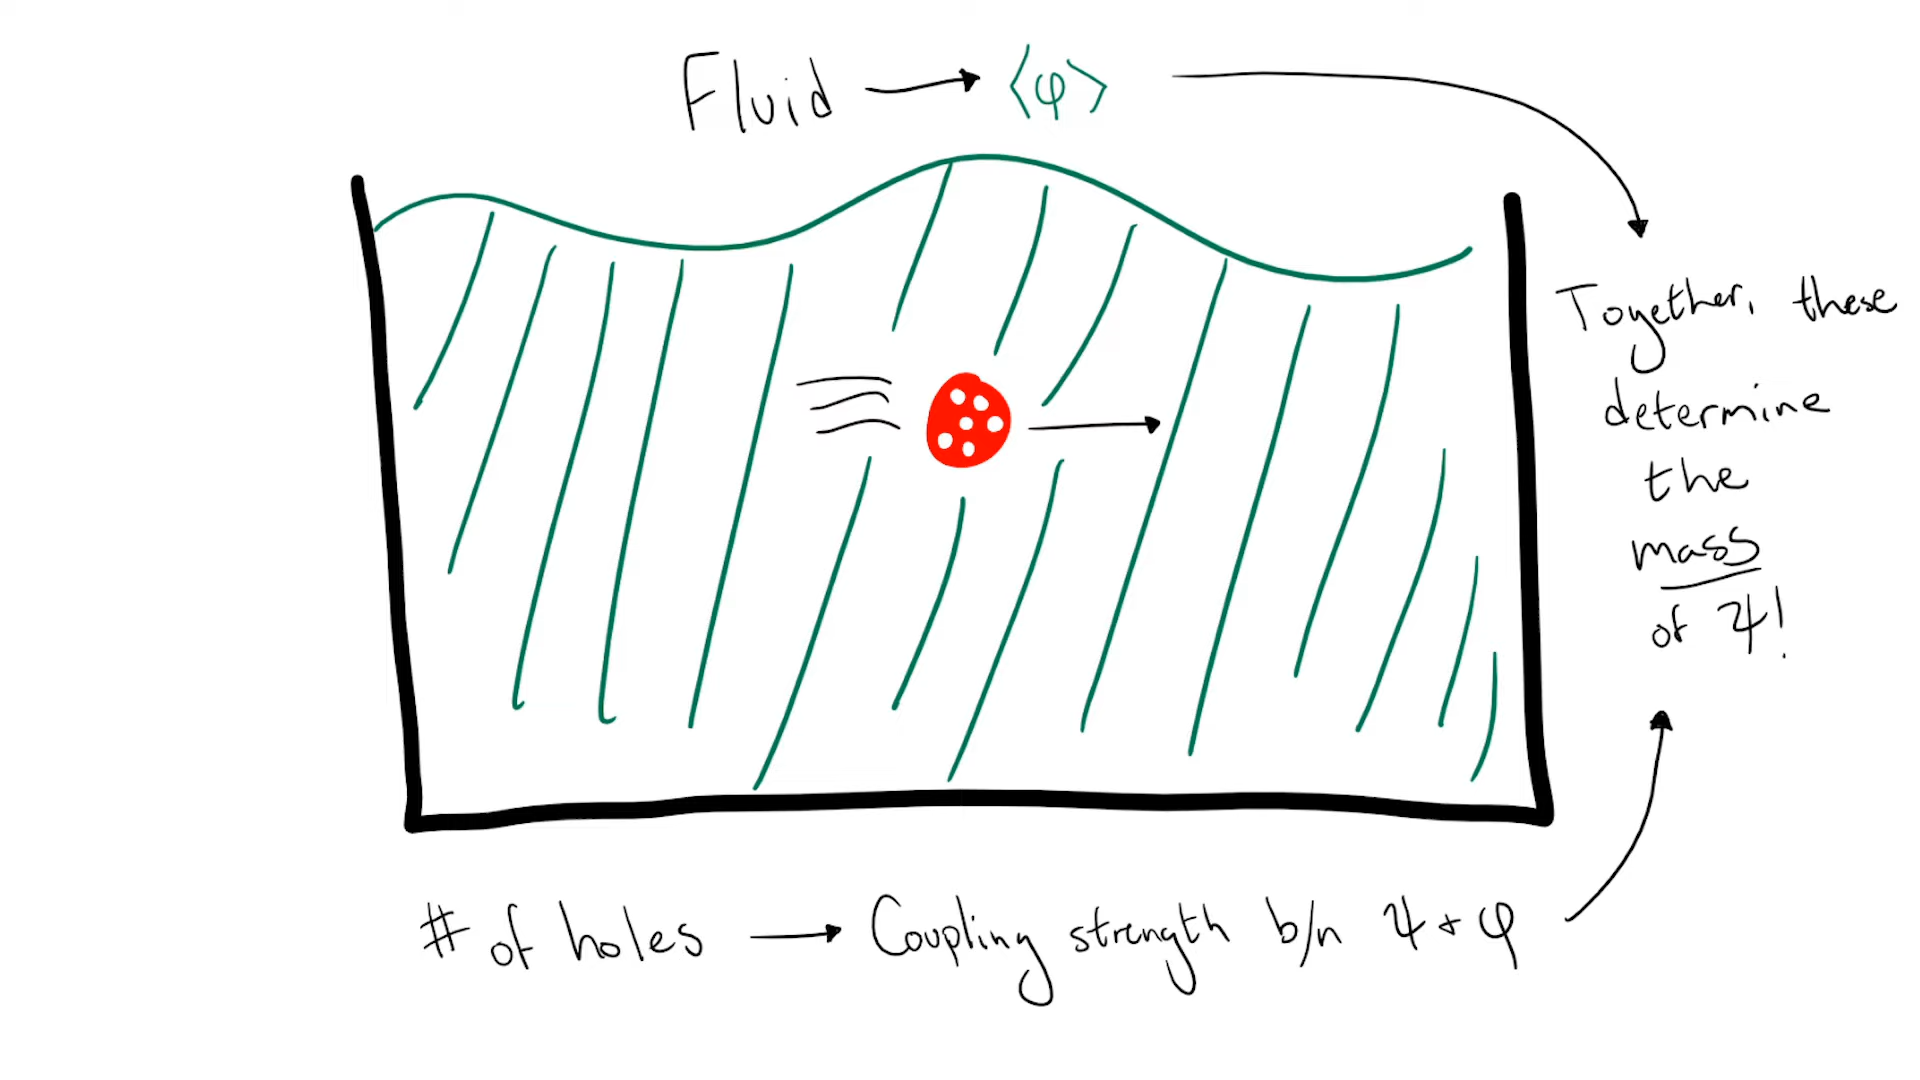 Fluid → ⟨φ⟩
Together, these
determine
the
mass
of ψ!
# of holes → Coupling strength b/n ψ + φ